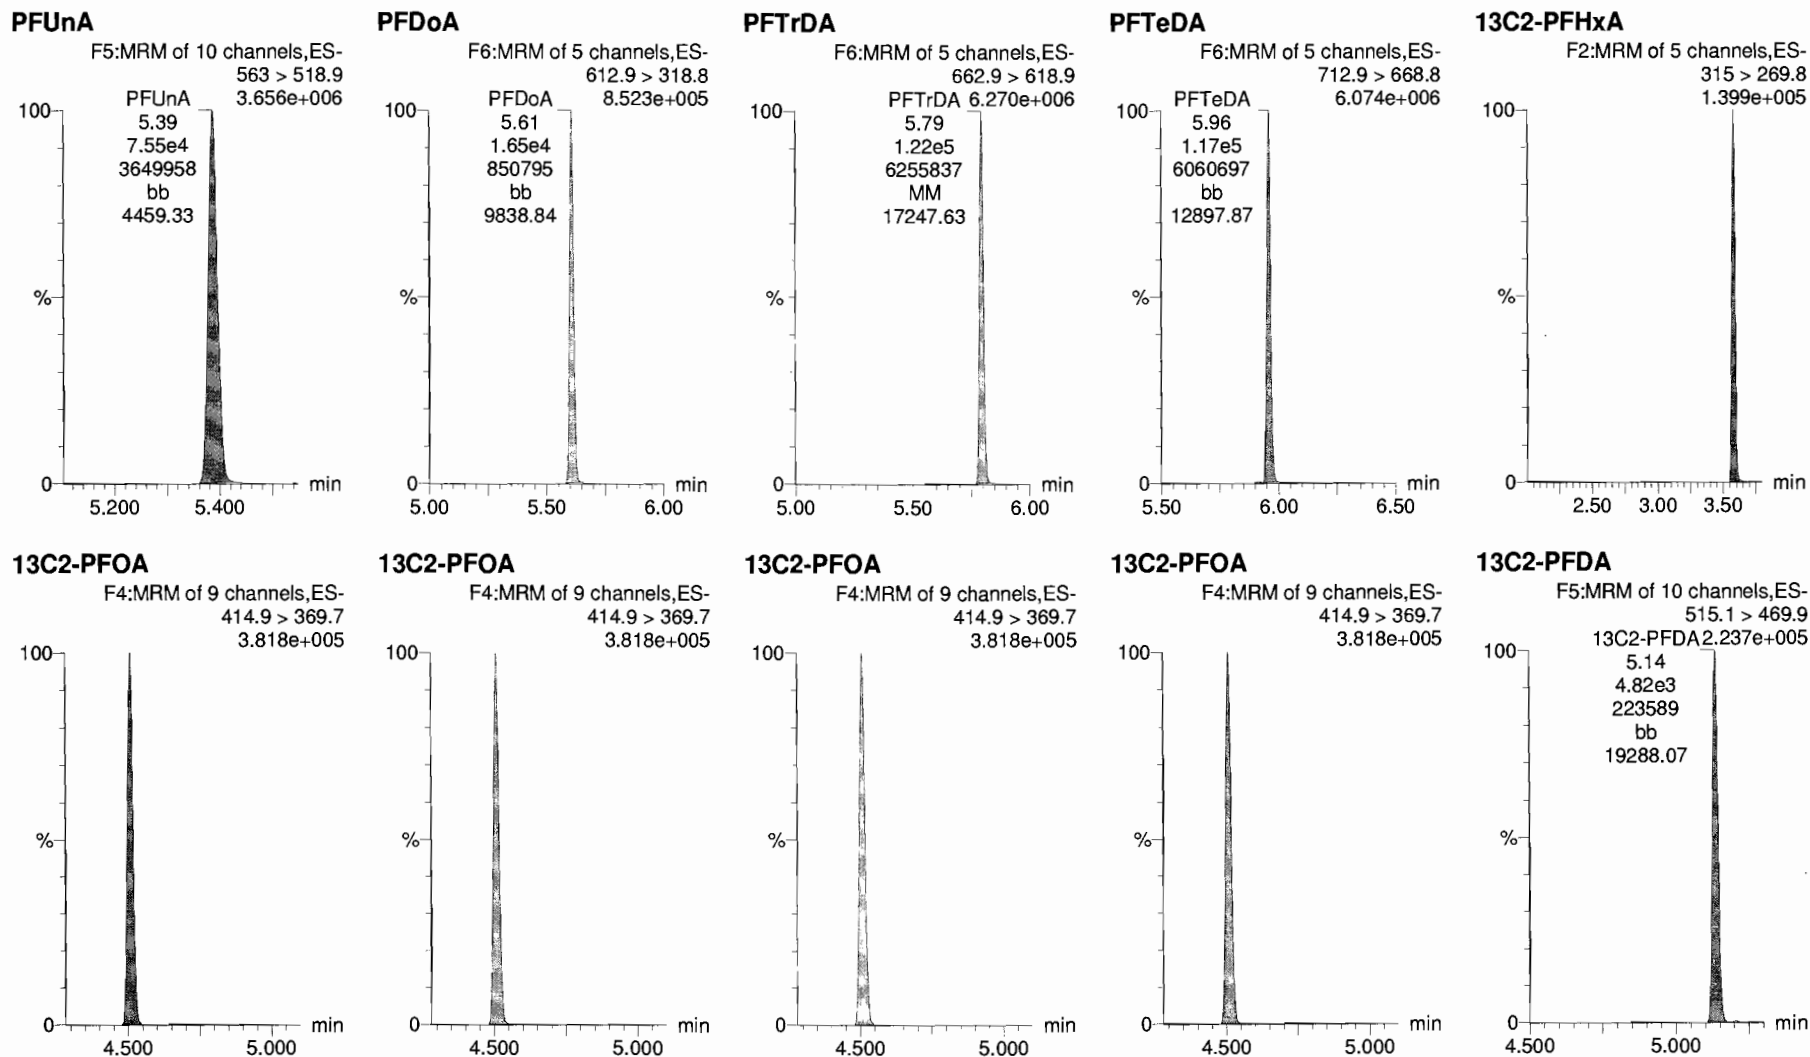 PFUnA
F5:MRM of 10 channels,ES-
563 > 518.9
3.656e+006
PFUnA
5.39
7.55e4
3649958
bb
4459.33
100
%
0
min
5.200 5.400
PFDoA
F6:MRM of 5 channels,ES-
612.9 > 318.8
8.523e+005
PFDoA
5.61
1.65e4
850795
bb
9838.84
100
%
0
min
5.00 5.50 6.00
PFTrDA
F6:MRM of 5 channels,ES-
662.9 > 618.9
PFTrDA 6.270e+006
5.79
1.22e5
6255837
MM
17247.63
100
%
0
min
5.00 5.50 6.00
PFTeDA
F6:MRM of 5 channels,ES-
712.9 > 668.8
6.074e+006
PFTeDA
5.96
1.17e5
6060697
bb
12897.87
100
%
0
min
5.50 6.00 6.50
13C2-PFHxA
F2:MRM of 5 channels,ES-
315 > 269.8
1.399e+005
100
%
0
min
2.50 3.00 3.50
13C2-PFOA
F4:MRM of 9 channels,ES-
414.9 > 369.7
3.818e+005
100
%
0
min
4.500 5.000
13C2-PFOA
F4:MRM of 9 channels,ES-
414.9 > 369.7
3.818e+005
100
%
0
min
4.500 5.000
13C2-PFOA
F4:MRM of 9 channels,ES-
414.9 > 369.7
3.818e+005
100
%
0
min
4.500 5.000
13C2-PFOA
F4:MRM of 9 channels,ES-
414.9 > 369.7
3.818e+005
100
%
0
min
4.500 5.000
13C2-PFDA
F5:MRM of 10 channels,ES-
515.1 > 469.9
13C2-PFDA 2.237e+005
5.14
4.82e3
223589
bb
19288.07
100
%
0
min
4.500 5.000